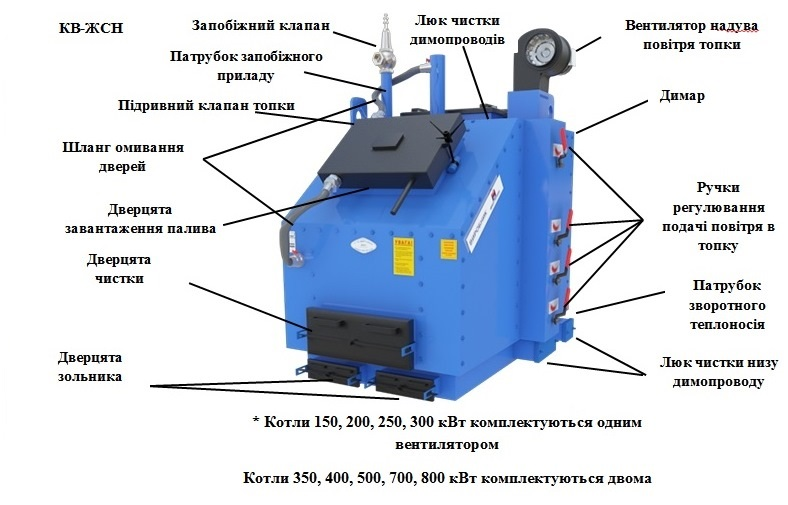 КВ-ЖСН
Запобіжний клапан
Люк чистки
димопроводів
Вентилятор надува
повітря топки
Патрубок запобіжного
приладу
Підривний клапан топки
Димар
Шланг омивання
дверей
Ручки
регулювання
подачі повітря в
топку
Дверцята
завантаження палива
Дверцята
чистки
Патрубок
зворотного
теплоносія
Дверцята
зольника
Люк чистки низу
димопроводу
* Котли 150, 200, 250, 300 кВт комплектуються одним
вентилятором
Котли 350, 400, 500, 700, 800 кВт комплектуються двома